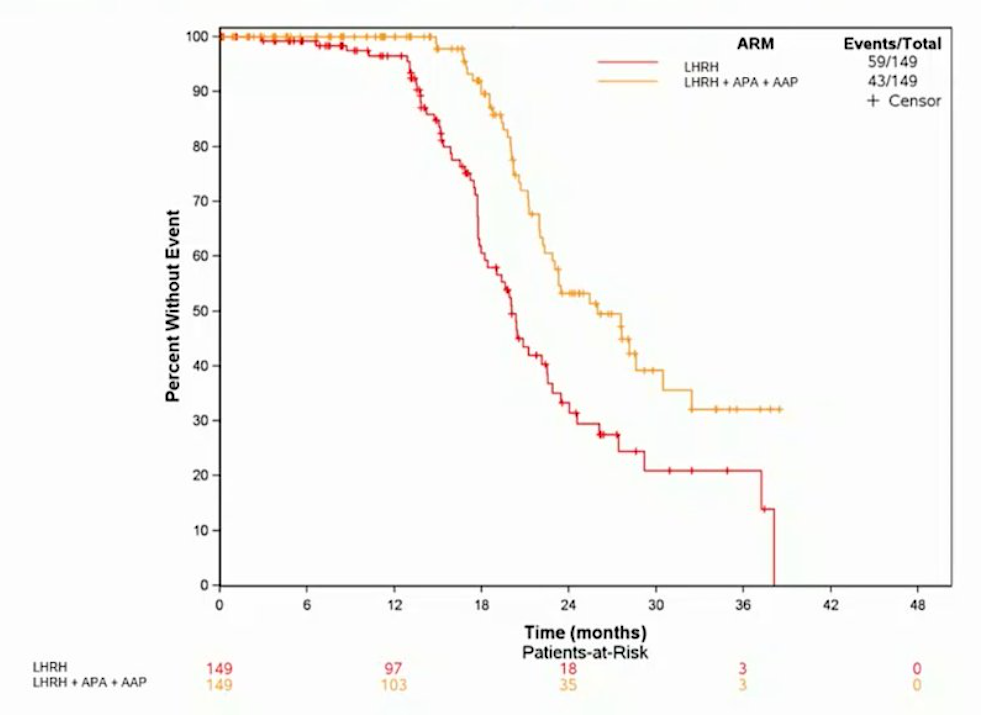 ARM Events/Total
LHRH 59/149
LHRH + APA + AAP 43/149
+ Censor
100
90
80
70
60
50
40
30
20
10
0
Percent Without Event
0 6 12 18 24 30 36 42 48
Time (months)
Patients-at-Risk
LHRH 149 97 18 3 0
LHRH + APA + AAP 149 103 35 3 0